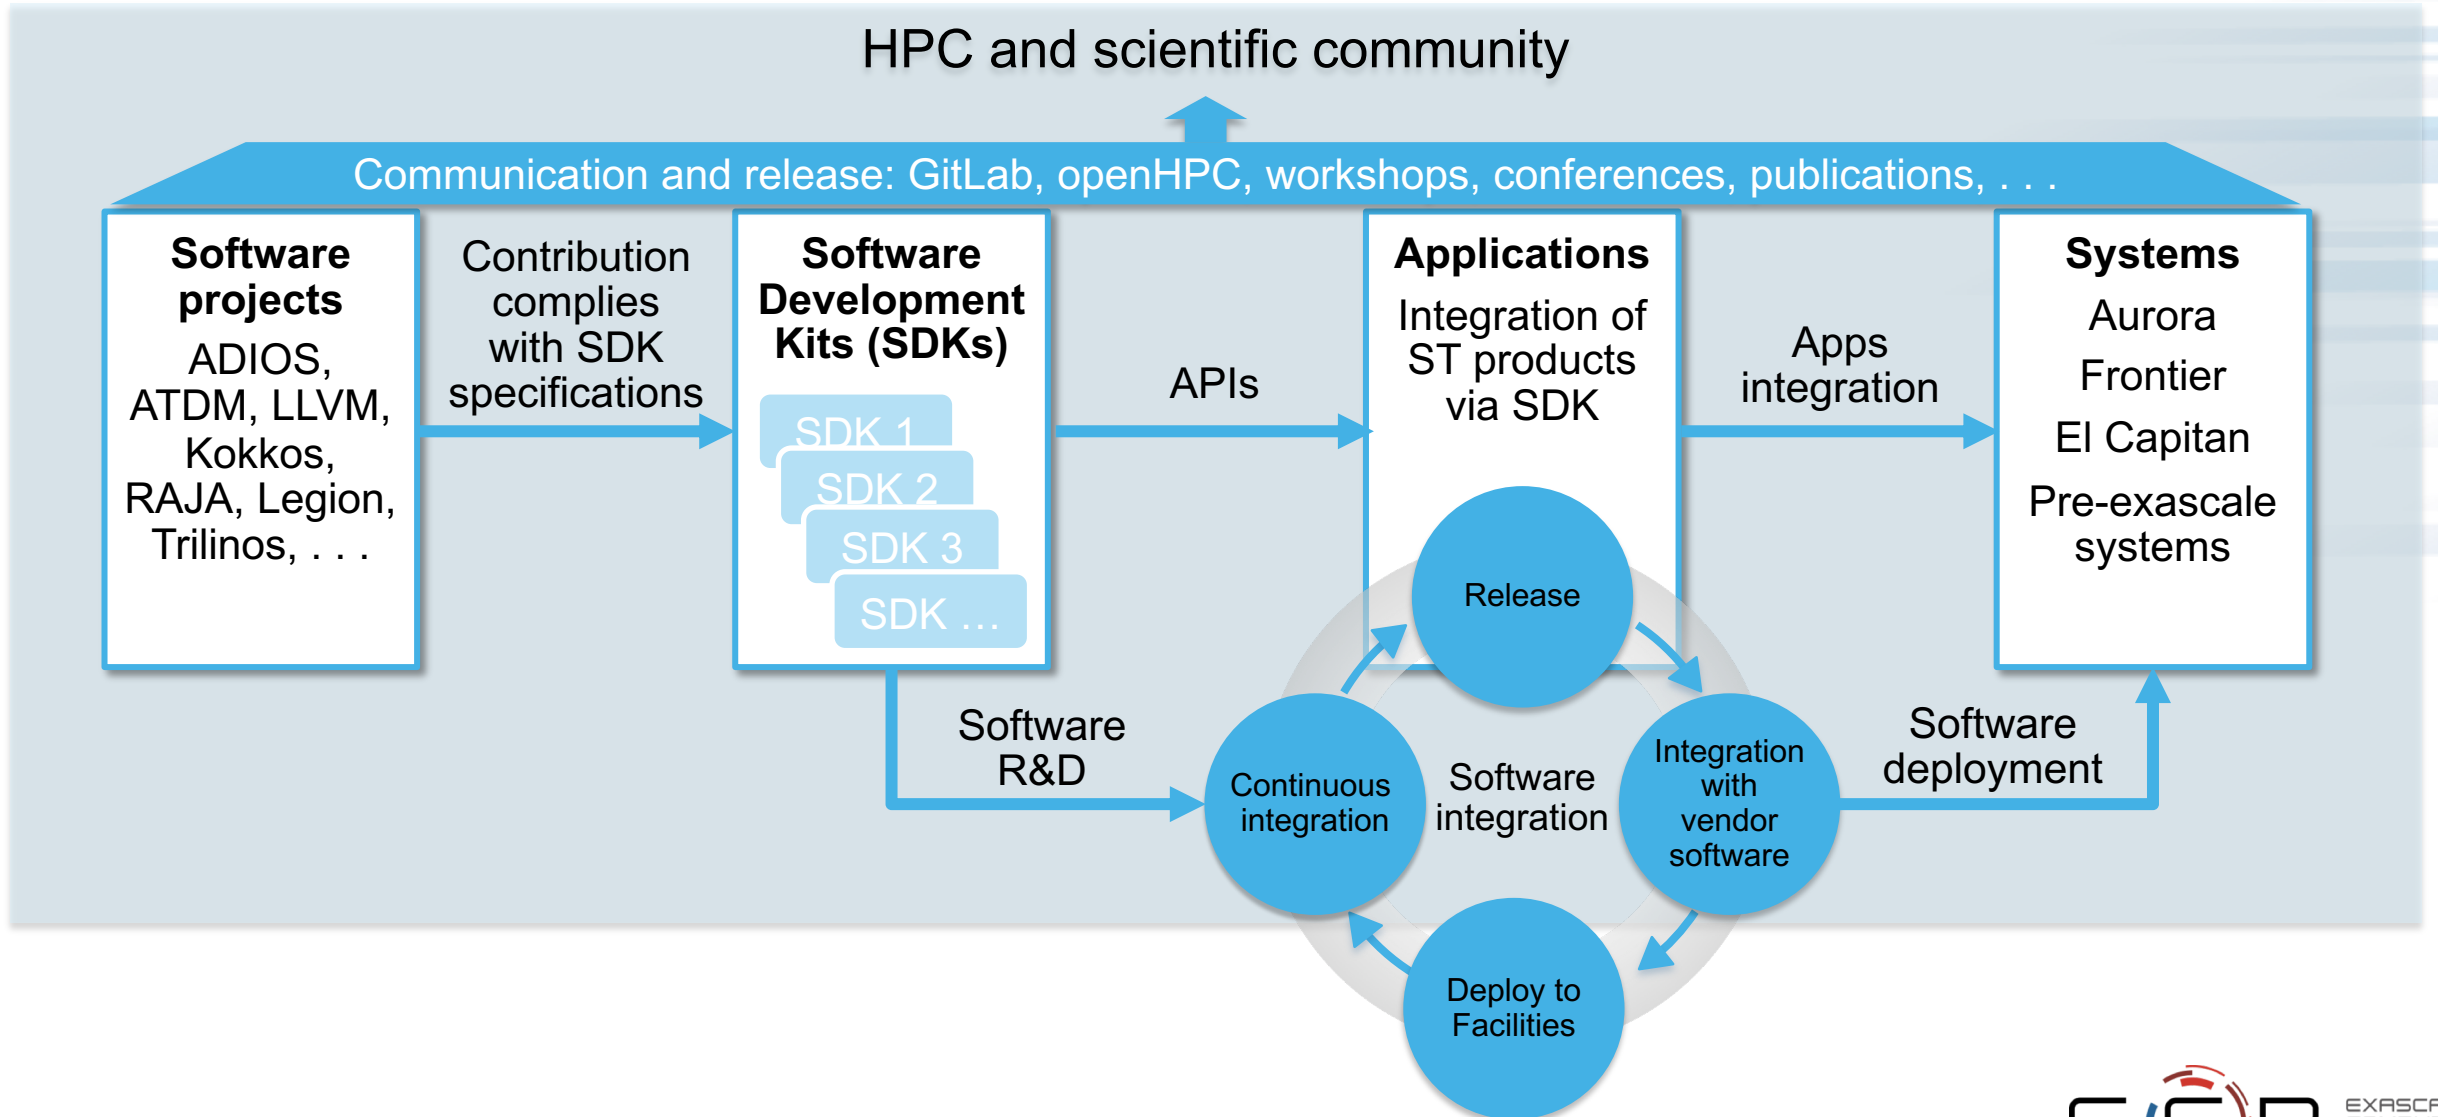 HPC and scientific community
Communication and release: GitLab, openHPC, workshops, conferences, publications, . . .
Software
projects
ADIOS,
ATDM, LLVM,
Kokkos,
RAJA, Legion,
Trilinos, . . .
Contribution
complies
with SDK
specifications
Software
Development
Kits (SDKs)
SDK 1
SDK 2
SDK 3
SDK ...
APIs
Applications
Integration of
ST products
via SDK
Apps
integration
Systems
Aurora
Frontier
El Capitan
Pre-exascale
systems
Software
R&D
Release
Continuous
integration
Software
integration
Integration
with
vendor
software
Deploy to
Facilities
Software
deployment